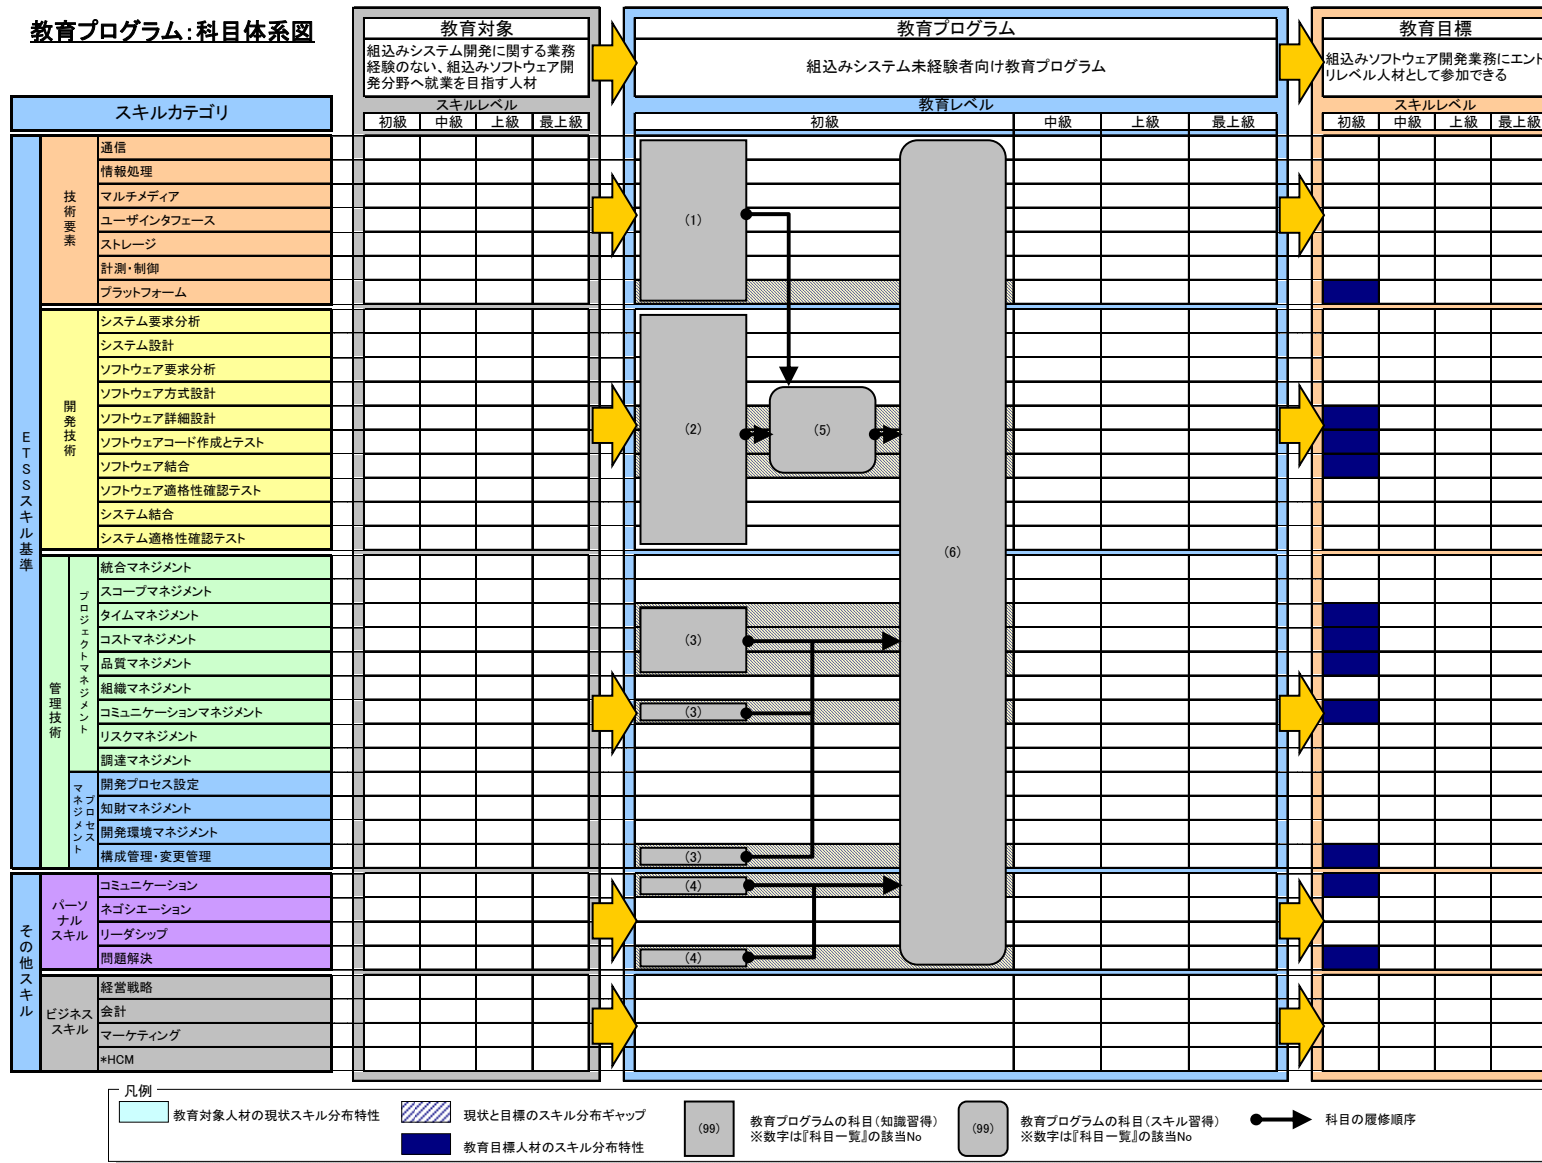 教育プログラム：科目体系図
教育対象
組込みシステム開発に関する業務
経験のない、組込みソフトウェア開
発分野へ就業を目指す人材
教育プログラム
組込みシステム未経験者向け教育プログラム
教育目標
組込みソフトウェア開発業務にエント
リレベル人材として参加できる
スキルカテゴリ
スキルレベル
初級 中級 上級 最上級
教育レベル
初級 中級 上級 最上級
スキルレベル
初級 中級 上級 最上級
ETSSスキル基準
技術要素
通信
情報処理
マルチメディア
ユーザインタフェース
ストレージ
計測・制御
プラットフォーム
(1)
開発技術
システム要求分析
システム設計
ソフトウェア要求分析
ソフトウェア方式設計
ソフトウェア詳細設計
ソフトウェアコード作成とテスト
ソフトウェア結合
ソフトウェア適格性確認テスト
システム結合
システム適格性確認テスト
(2)
(5)
(6)
管理技術
プロジェクトマネジメント
統合マネジメント
スコープマネジメント
タイムマネジメント
コストマネジメント
品質マネジメント
組織マネジメント
コミュニケーションマネジメント
リスクマネジメント
調達マネジメント
(3)
(3)
プロセス
マネジメント
開発プロセス設定
知財マネジメント
開発環境マネジメント
構成管理・変更管理
(3)
その他スキル
パーソ
ナル
スキル
コミュニケーション
ネゴシエーション
リーダシップ
問題解決
(4)
(4)
ビジネス
スキル
経営戦略
会計
マーケティング
*HCM
凡例
教育対象人材の現状スキル分布特性
現状と目標のスキル分布ギャップ
教育目標人材のスキル分布特性
(99)
教育プログラムの科目(知識習得)
※数字は『科目一覧』の該当No
(99)
教育プログラムの科目(スキル習得)
※数字は『科目一覧』の該当No
科目の履修順序